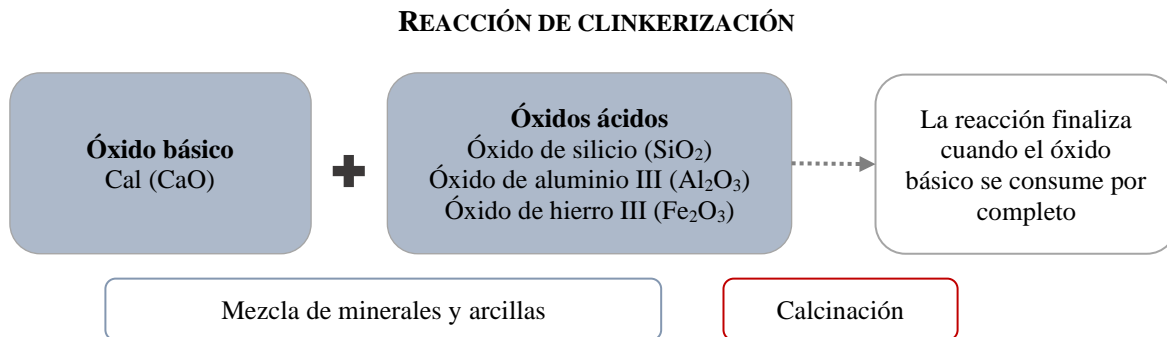 REACCIÓN DE CLINKERIZACIÓN
Óxido básico
Cal (CaO)
Óxidos ácidos
Óxido de silicio (SiO₂)
Óxido de aluminio III (Al₂O₃)
Óxido de hierro III (Fe₂O₃)
La reacción finaliza
cuando el óxido
básico se consume por
completo
Mezcla de minerales y arcillas
Calcinación